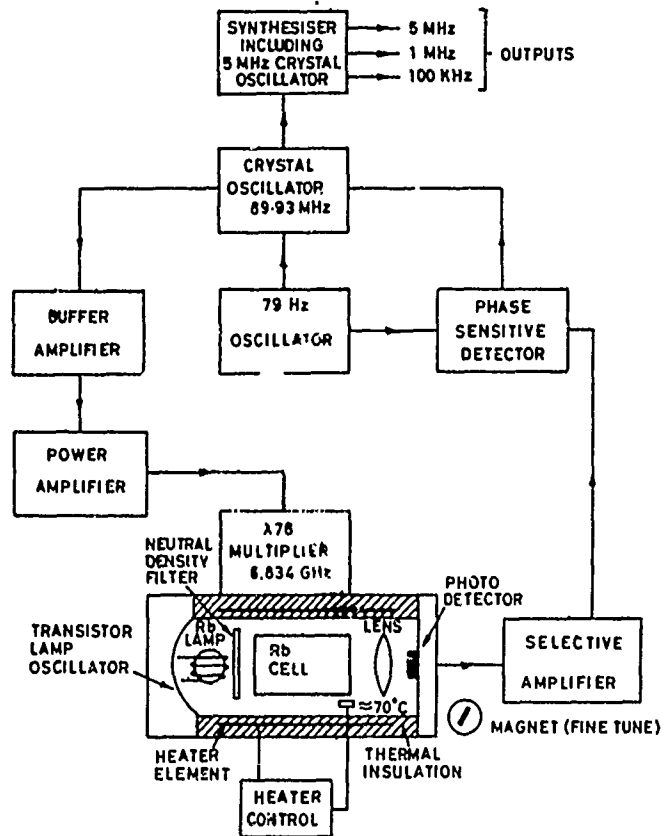 SYNTHESISER
INCLUDING
5 MHz CRYSTAL
OSCILLATOR
5 MHz
1 MHz
100 KHz
OUTPUTS
CRYSTAL
OSCILLATOR
89·93 MHz
BUFFER
AMPLIFIER
79 Hz
OSCILLATOR
PHASE
SENSITIVE
DETECTOR
POWER
AMPLIFIER
λ76
MULTIPLIER
6.834 GHz
NEUTRAL
DENSITY
FILTER
PHOTO
DETECTOR
TRANSISTOR
LAMP
OSCILLATOR
Rb
LAMP
Rb
CELL
LENS
≈70°C
SELECTIVE
AMPLIFIER
MAGNET (FINE TUNE)
HEATER
ELEMENT
THERMAL
INSULATION
HEATER
CONTROL